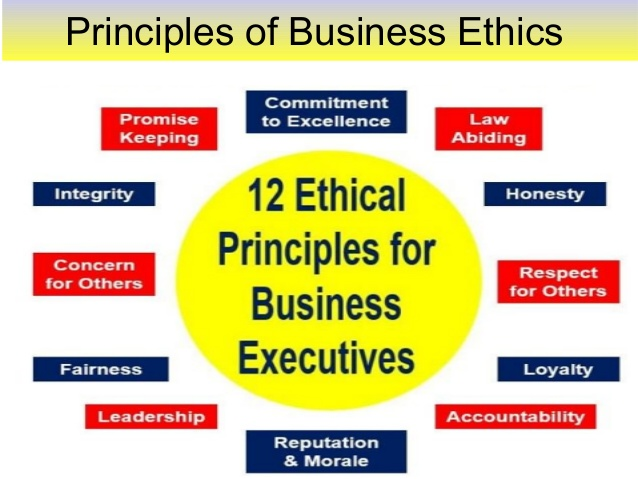 Principles of Business Ethics
Commitment
to Excellence
Promise
Keeping
Law
Abiding
Integrity
Honesty
12 Ethical
Principles for
Business
Executives
Concern
for Others
Respect
for Others
Fairness
Loyalty
Leadership
Accountability
Reputation
& Morale